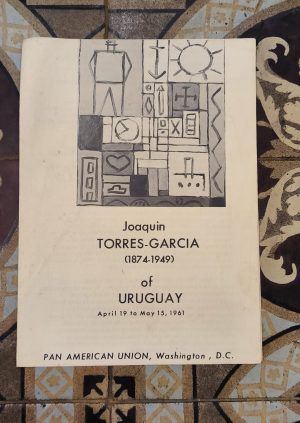 Joaquin
TORRES-GARCIA
(1874-1949)
of
URUGUAY
April 19 to May 15, 1961
PAN AMERICAN UNION, Washington, D.C.